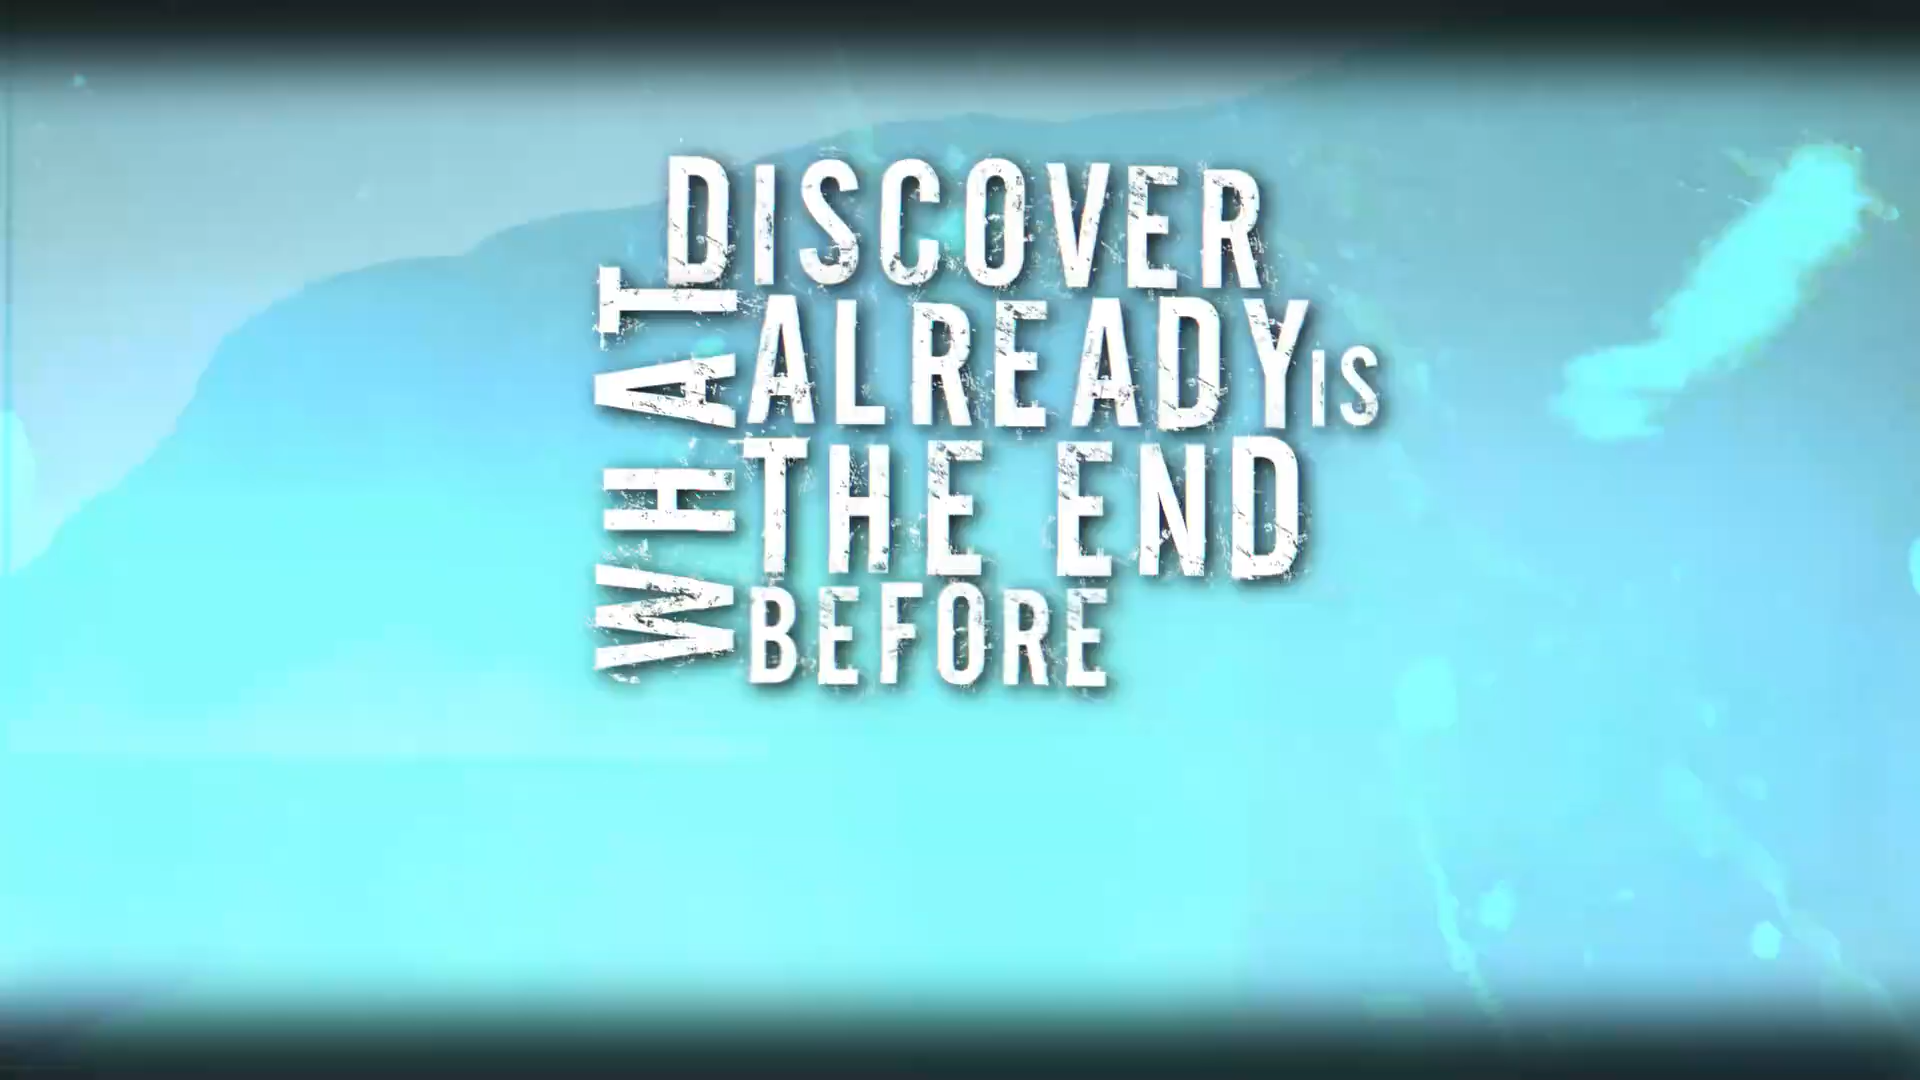 DISCOVER
WHAT
ALREADY IS
THE END
BEFORE